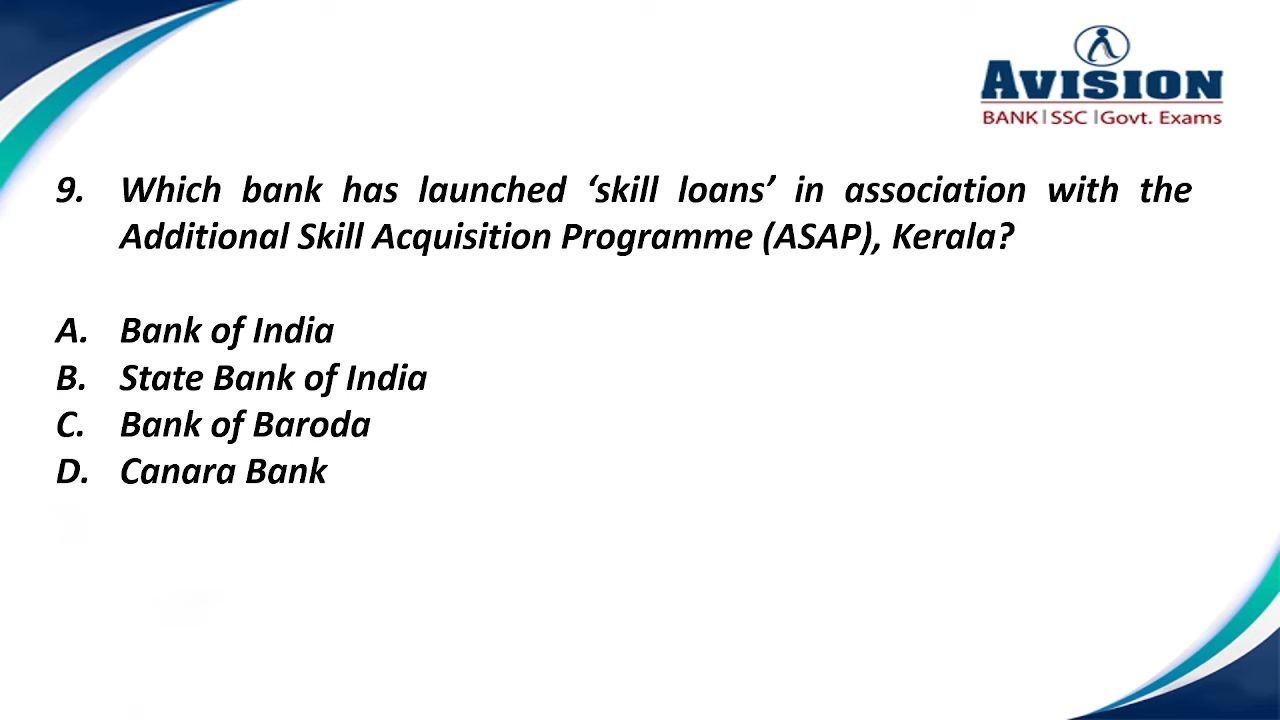 AVISION
BANK | SSC | Govt. Exams
9. Which bank has launched ‘skill loans’ in association with the
Additional Skill Acquisition Programme (ASAP), Kerala?
A. Bank of India
B. State Bank of India
C. Bank of Baroda
D. Canara Bank